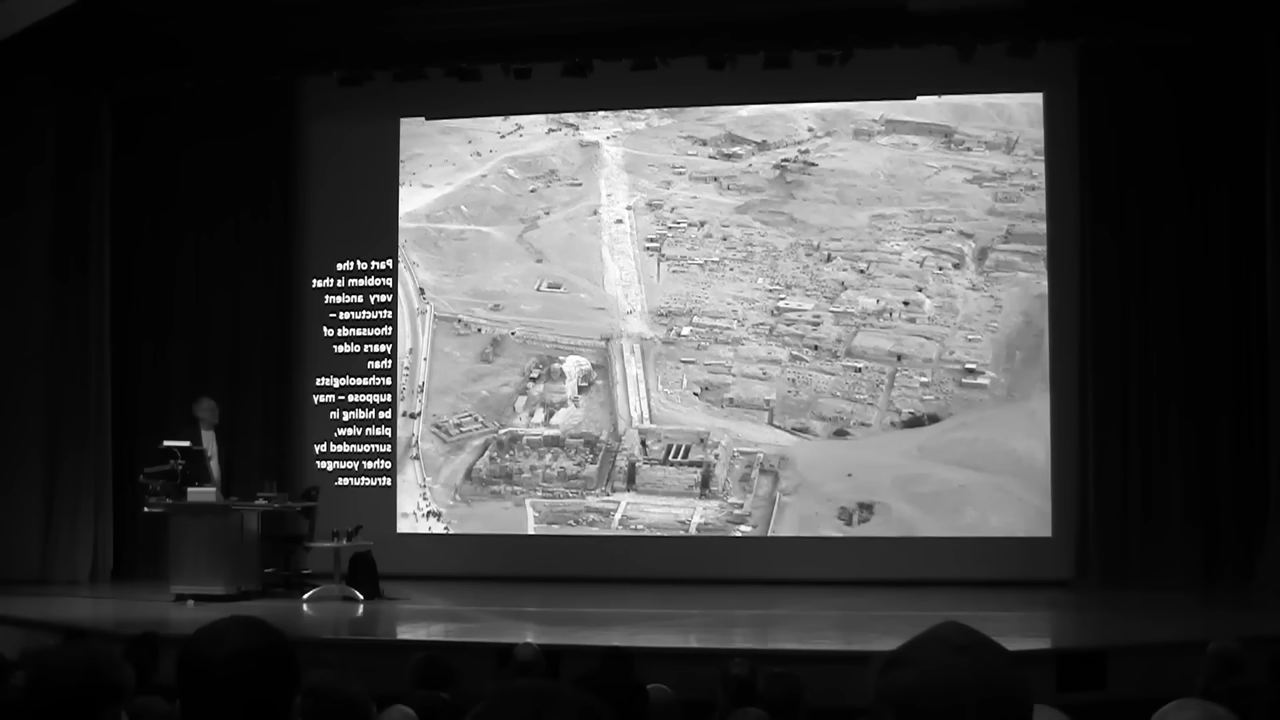 Part of the
problem is that
very ancient
structures –
thousands of
years older
than
archaeologists
suppose – may
be hiding in
plain view,
surrounded by
other younger
structures.